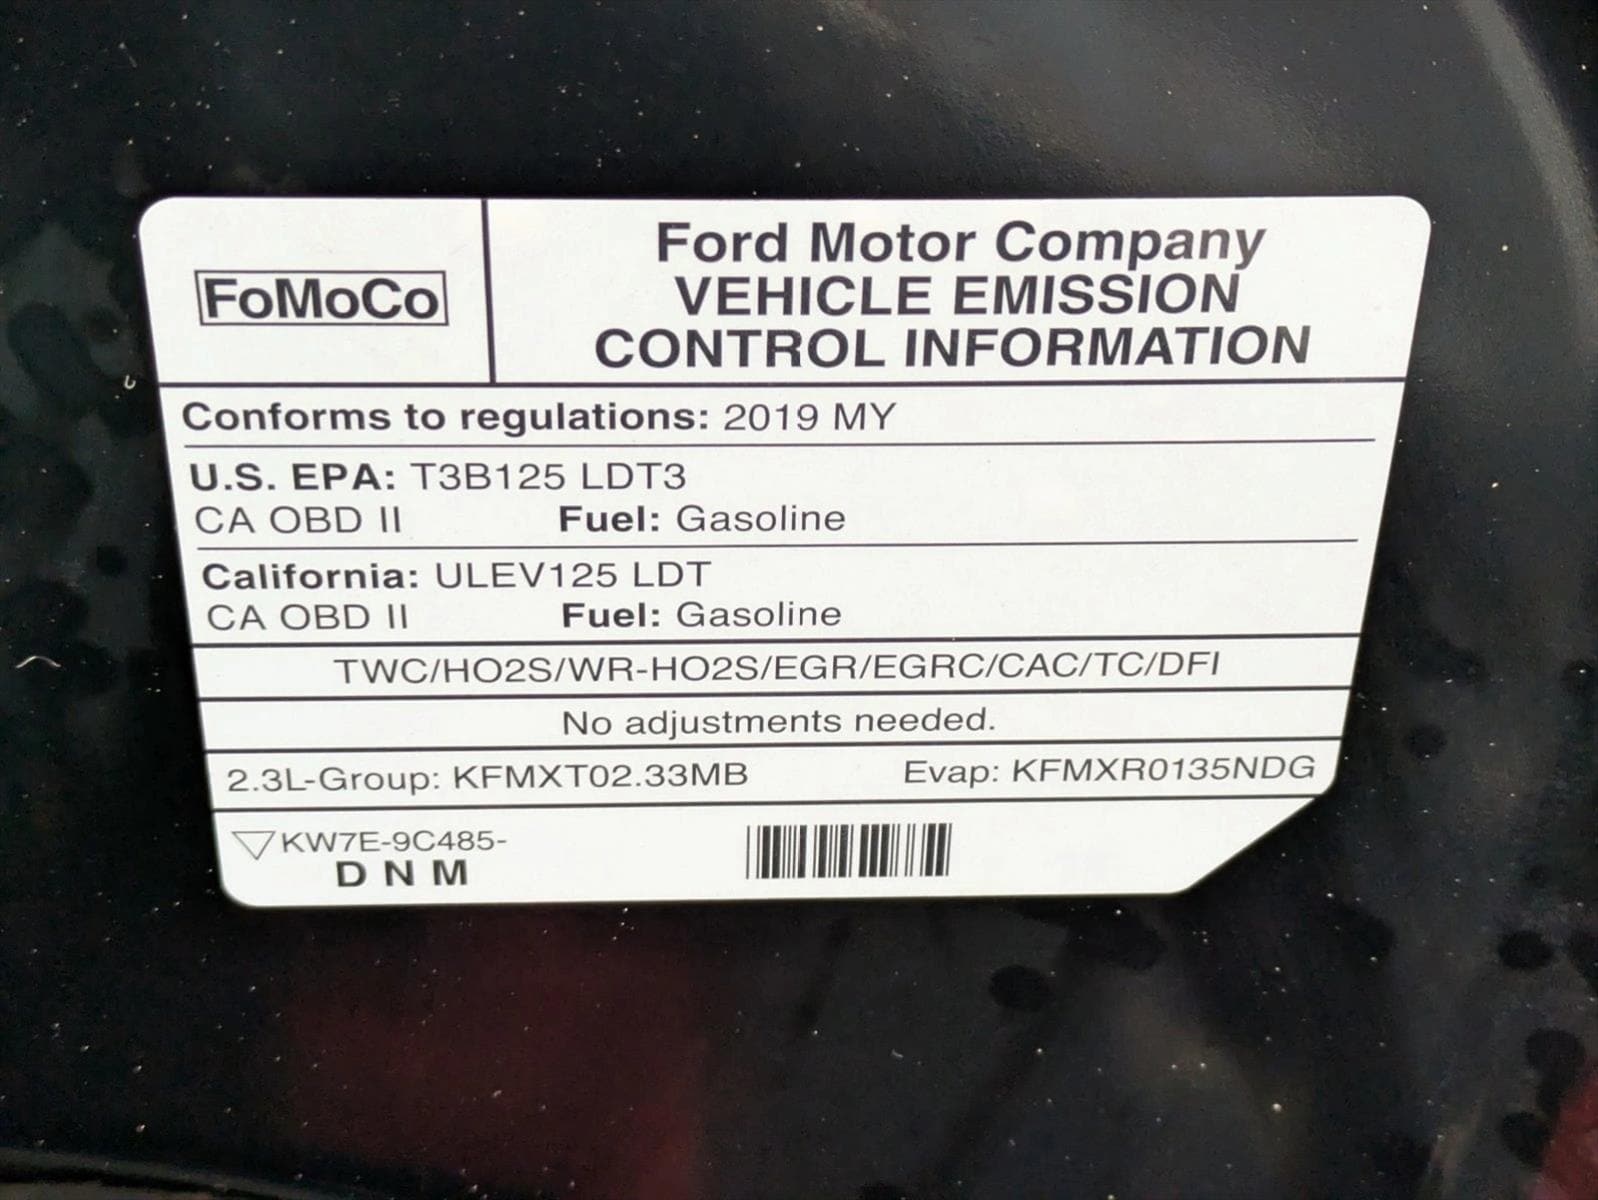 FoMoCo
Ford Motor Company
VEHICLE EMISSION
CONTROL INFORMATION
Conforms to regulations: 2019 MY
U.S. EPA: T3B125 LDT3
CA OBD II Fuel: Gasoline
California: ULEV125 LDT
CA OBD II Fuel: Gasoline
TWC/HO2S/WR-HO2S/EGR/EGRC/CAC/TC/DFI
No adjustments needed.
2.3L-Group: KFMXT02.33MB Evap: KFMXR0135NDG
KW7E-9C485-
D N M